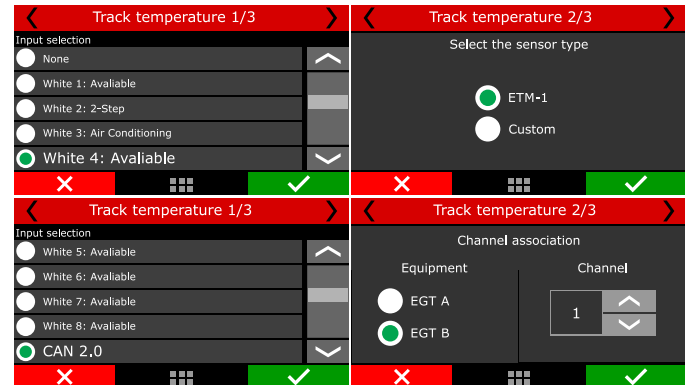 Track temperature 1/3
Input selection
None
White 1: Avaliable
White 2: 2-Step
White 3: Air Conditioning
White 4: Avaliable
Track temperature 2/3
Select the sensor type
ETM-1
Custom
Track temperature 1/3
Input selection
White 5: Avaliable
White 6: Avaliable
White 7: Avaliable
White 8: Avaliable
CAN 2.0
Track temperature 2/3
Channel association
Equipment Channel
EGT A
1
EGT B